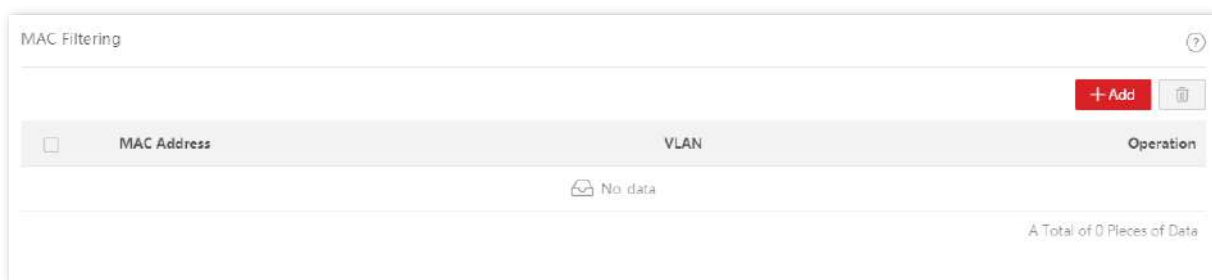 MAC Filtering
?
+ Add
MAC Address VLAN Operation
No data
A Total of 0 Pieces of Data